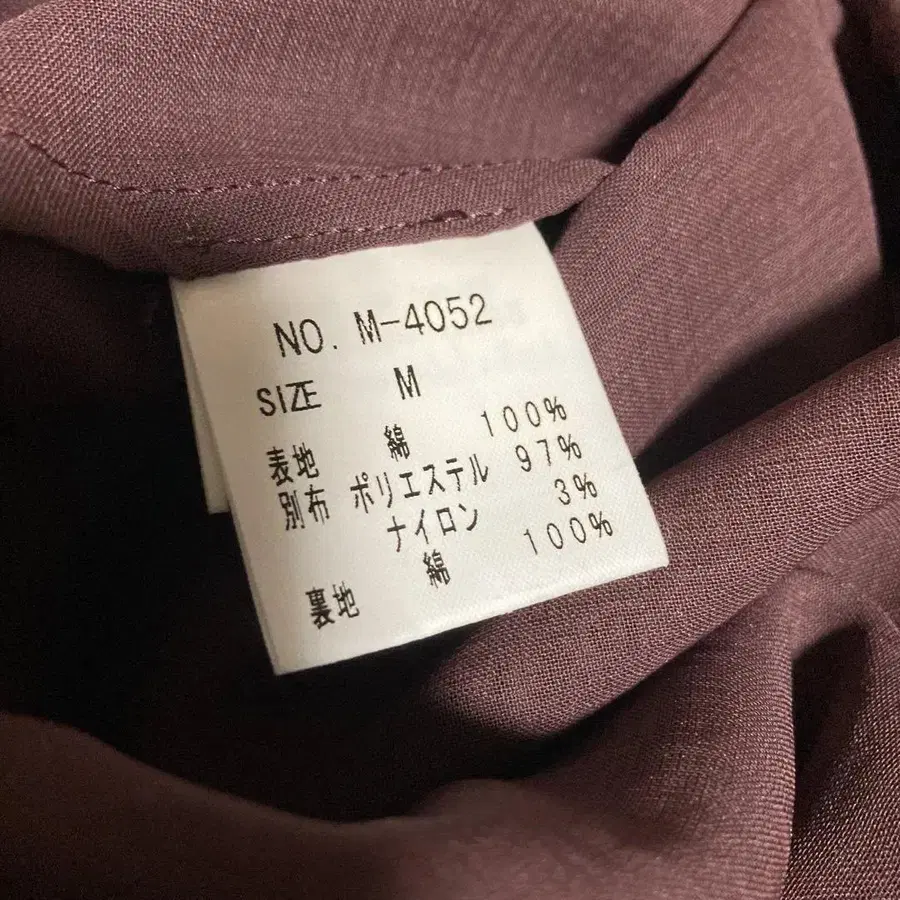 NO. M-4052
SIZE M
表地 綿 100%
別布 ポリエステル 97%
ナイロン 3%
裏地 綿 100%